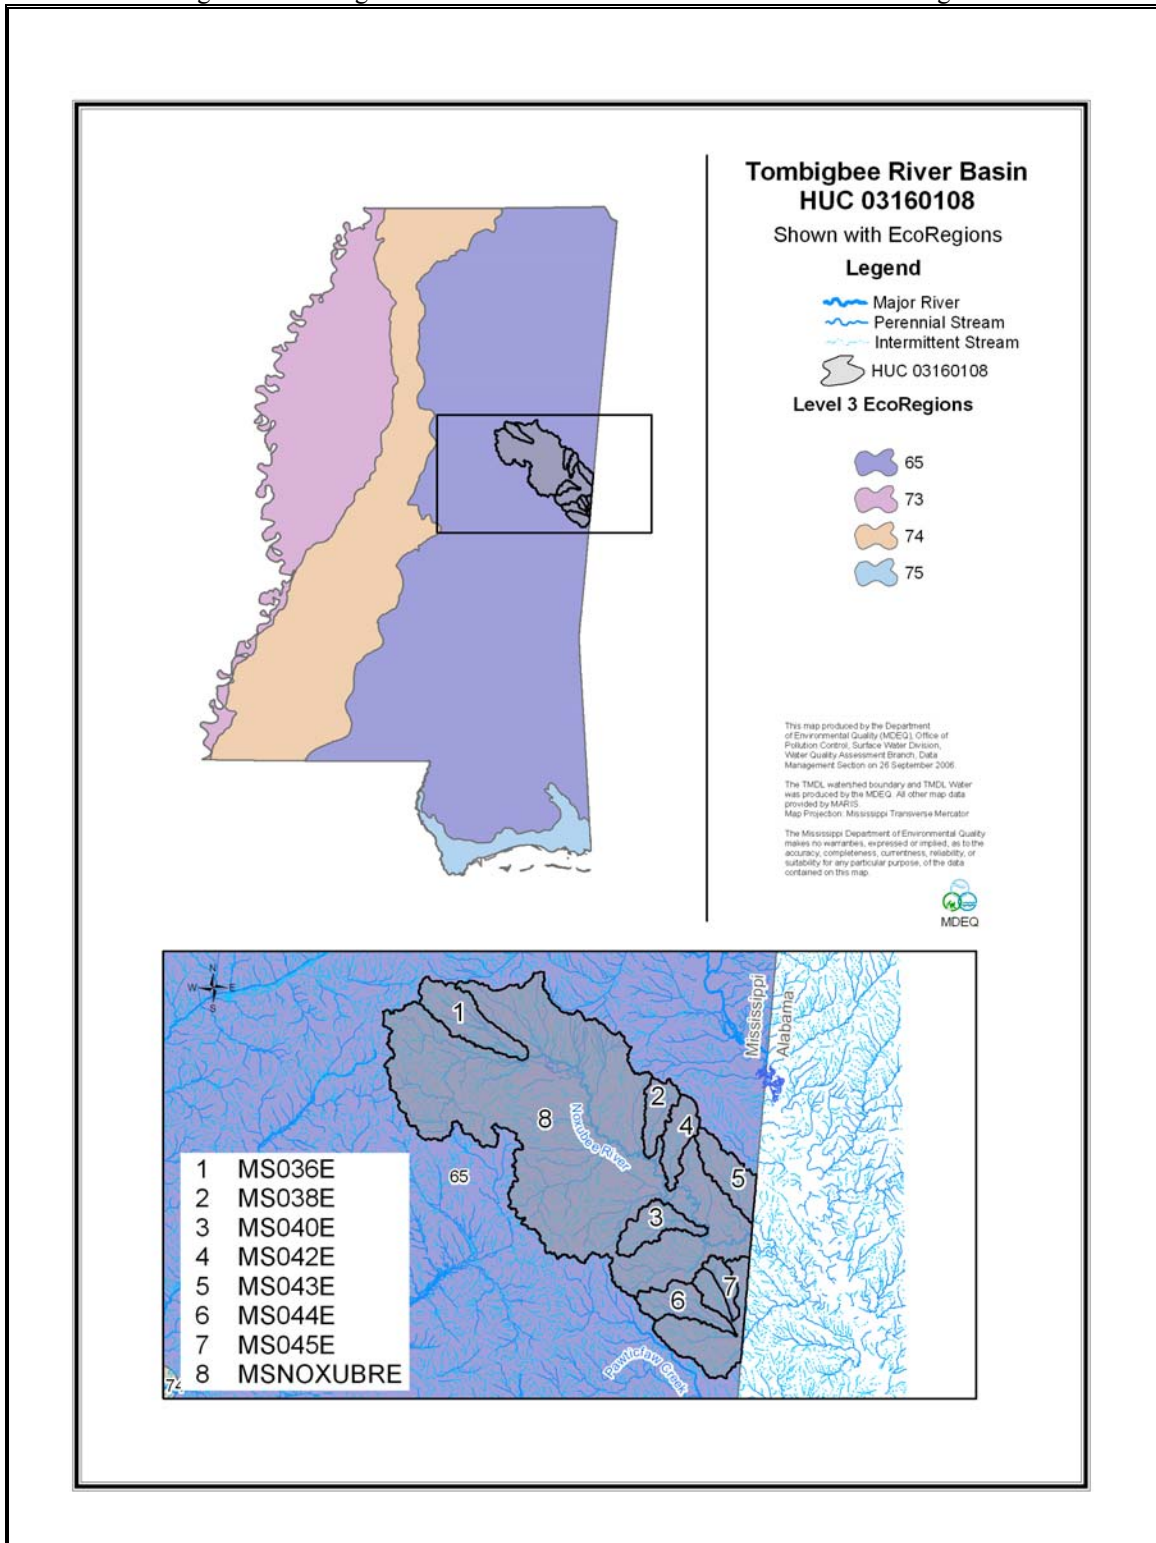 Tombigbee River Basin
HUC 03160108
Shown with EcoRegions
Legend
Major River
Perennial Stream
Intermittent Stream
HUC 03160108
Level 3 EcoRegions
65
73
74
75
This map produced by the Department
of Environmental Quality (MDEQ), Office of
Pollution Control, Surface Water Division,
Water Quality Assessment Branch, Data
Management Section on 26 September 2006.
The TMDL watershed boundary and TMDL Water
was produced by the MDEQ. All other map data
provided by MARIS.
Map Projection: Mississippi Transverse Mercator
The Mississippi Department of Environmental Quality
makes no warranties, expressed or implied, as to the
accuracy, completeness, currentness, reliability, or
suitability for any particular purpose, of the data
contained on this map.
MDEQ
N
W E
S
Mississippi
Alabama
1
2
4
8
Noxubee River
5
3
7
6
65
Pawticfaw Creek
74
1 MS036E
2 MS038E
3 MS040E
4 MS042E
5 MS043E
6 MS044E
7 MS045E
8 MSNOXUBRE